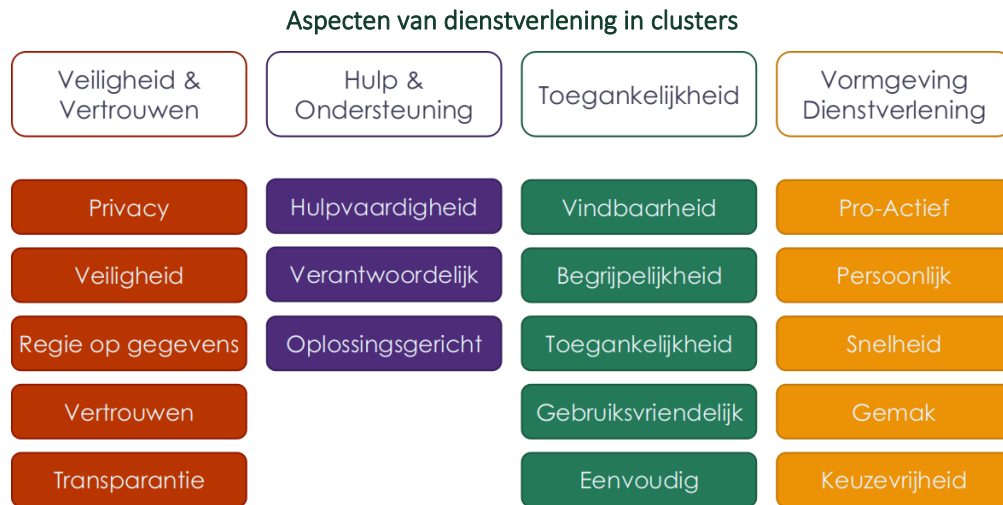 Aspecten van dienstverlening in clusters
Veiligheid &
Vertrouwen
Hulp &
Ondersteuning
Toegankelijkheid
Vormgeving
Dienstverlening
Privacy
Hulpvaardigheid
Vindbaarheid
Pro-Actief
Veiligheid
Verantwoordelijk
Begrijpelijkheid
Persoonlijk
Regie op gegevens
Oplossingsgericht
Toegankelijkheid
Snelheid
Vertrouwen
Gebruiksvriendelijk
Gemak
Transparantie
Eenvoudig
Keuzevrijheid